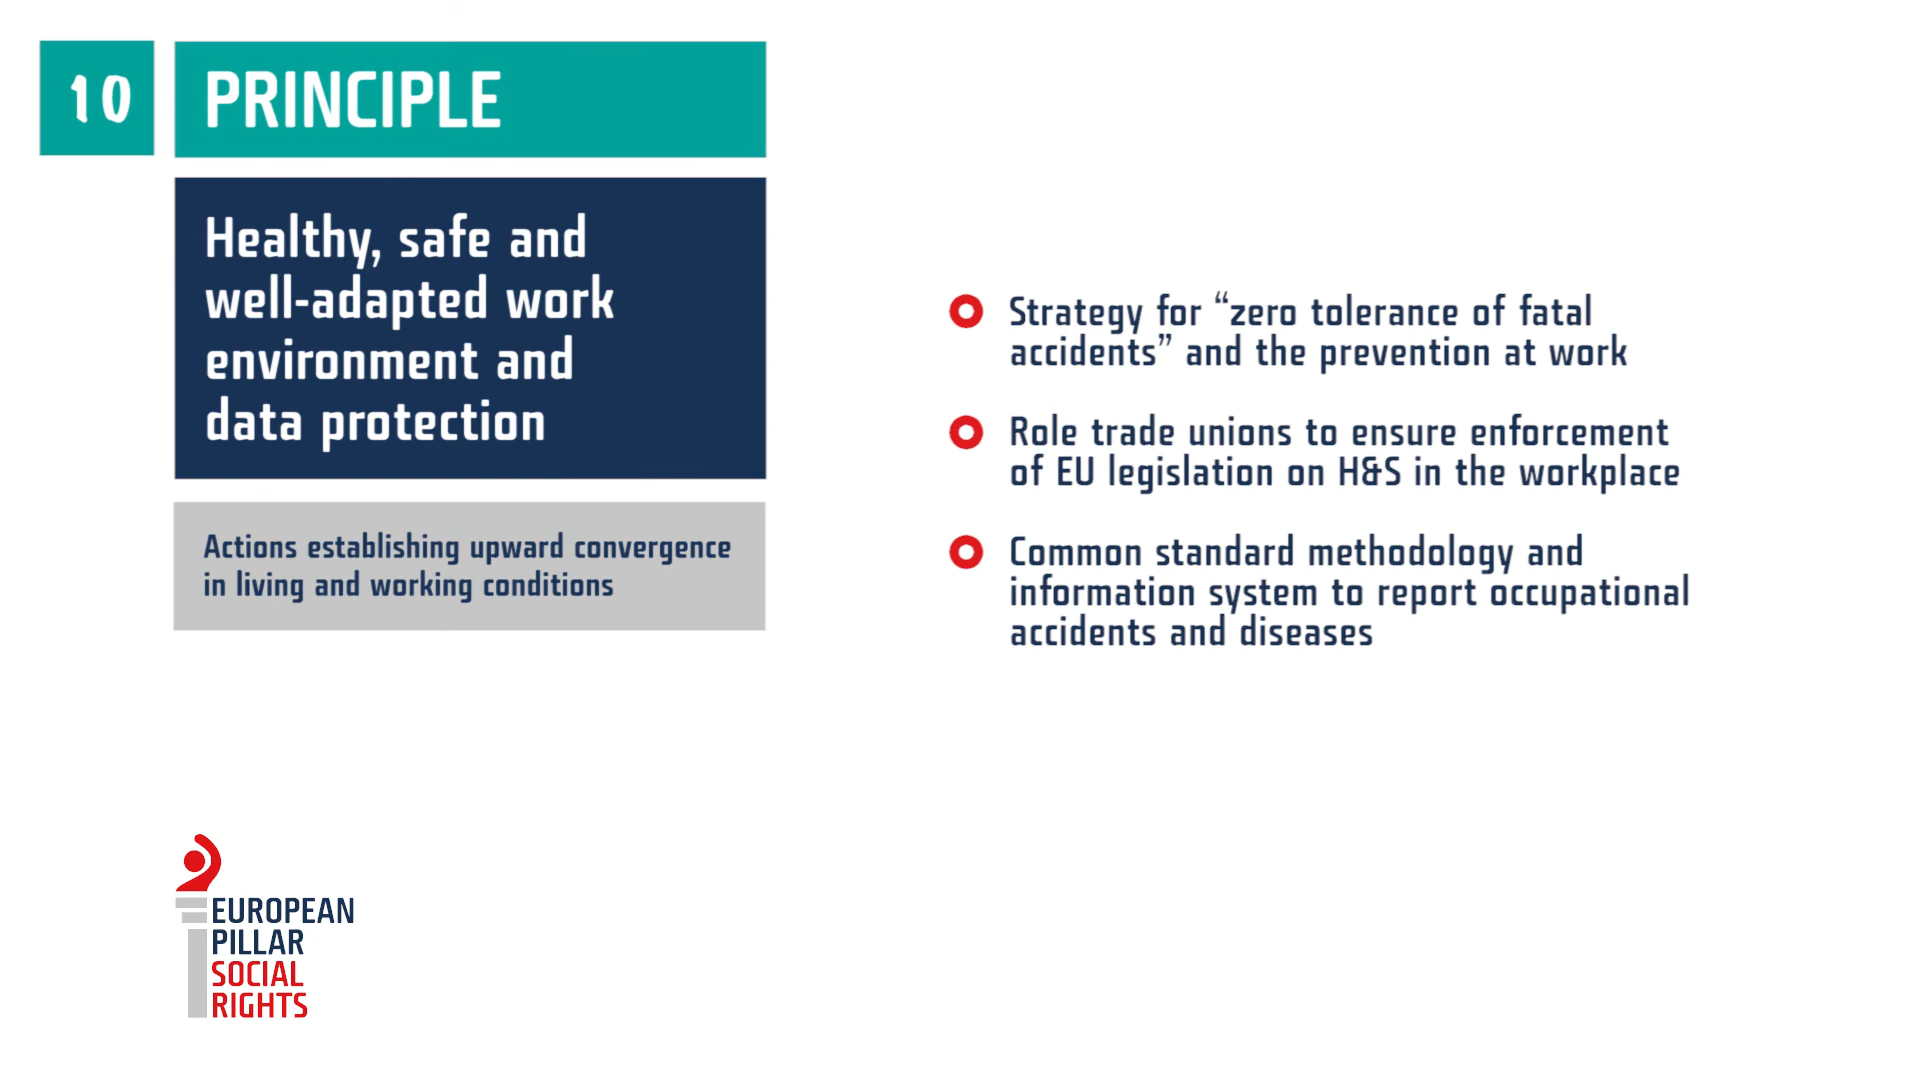 10 PRINCIPLE
Healthy, safe and
well-adapted work
environment and
data protection
Actions establishing upward convergence
in living and working conditions
Strategy for “zero tolerance of fatal
accidents” and the prevention at work
Role trade unions to ensure enforcement
of EU legislation on H&S in the workplace
Common standard methodology and
information system to report occupational
accidents and diseases
EUROPEAN
PILLAR
SOCIAL
RIGHTS